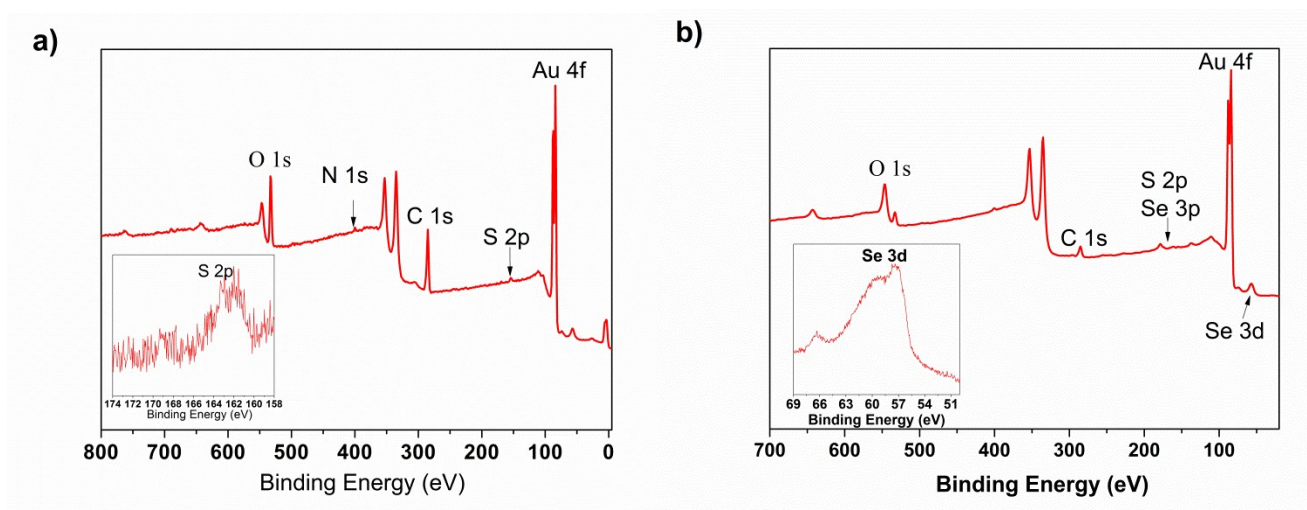 a)
Au 4f
O 1s
N 1s
C 1s
S 2p
S 2p
174 172 170 168 166 164 162 160 158
Binding Energy (eV)
800 700 600 500 400 300 200 100 0
Binding Energy (eV)
b)
Au 4f
O 1s
S 2p
Se 3p
C 1s
Se 3d
Se 3d
69 66 63 60 57 54 51
Binding Energy (eV)
700 600 500 400 300 200 100
Binding Energy (eV)